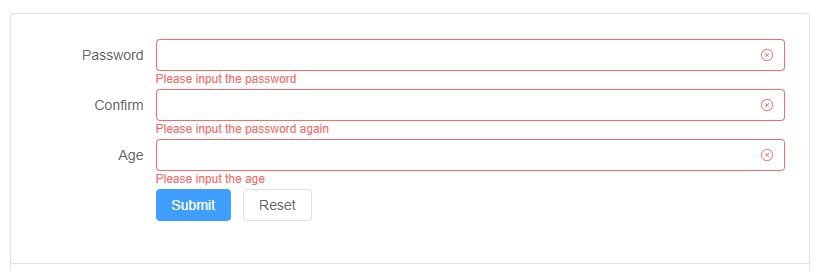 Password
Please input the password
Confirm
Please input the password again
Age
Please input the age
Submit Reset